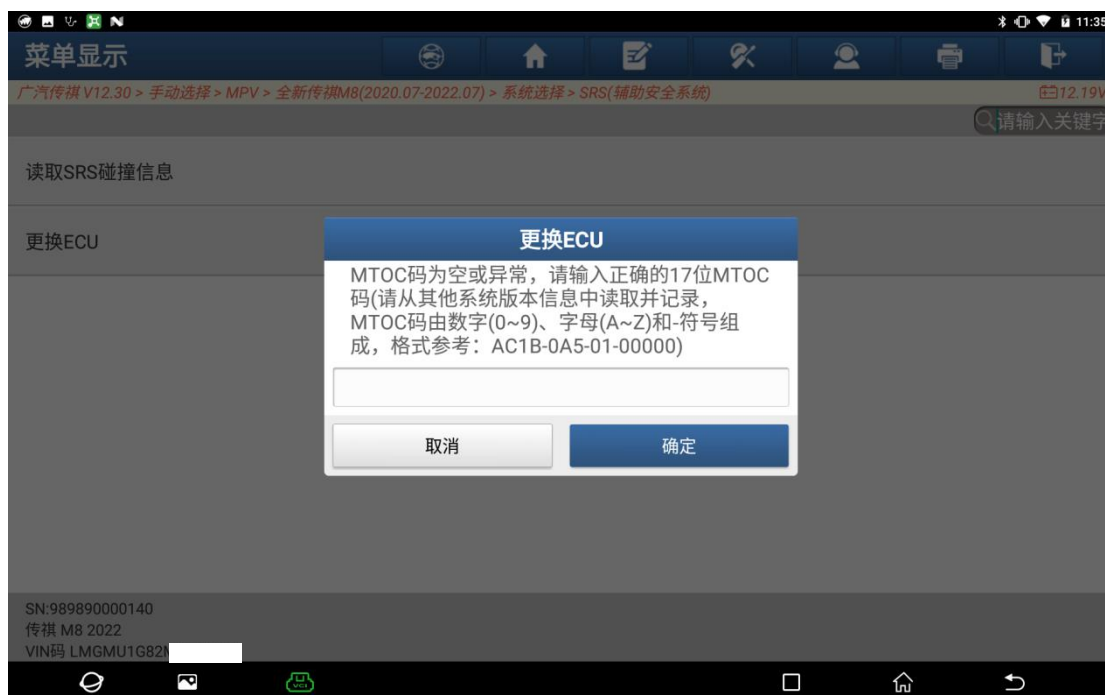 11:35
菜单显示
广汽传祺 V12.30 > 手动选择 > MPV > 全新传祺M8(2020.07-2022.07) > 系统选择 > SRS(辅助安全系统)
12.19V
请输入关键字
读取SRS碰撞信息
更换ECU
更换ECU
MTOC码为空或异常，请输入正确的17位MTOC
码(请从其他系统版本信息中读取并记录，
MTOC码由数字(0~9)、字母(A~Z)和-符号组
成，格式参考：AC1B-0A5-01-00000)
取消
确定
SN:989890000140
传祺 M8 2022
VIN码 LMGMU1G82
VCI